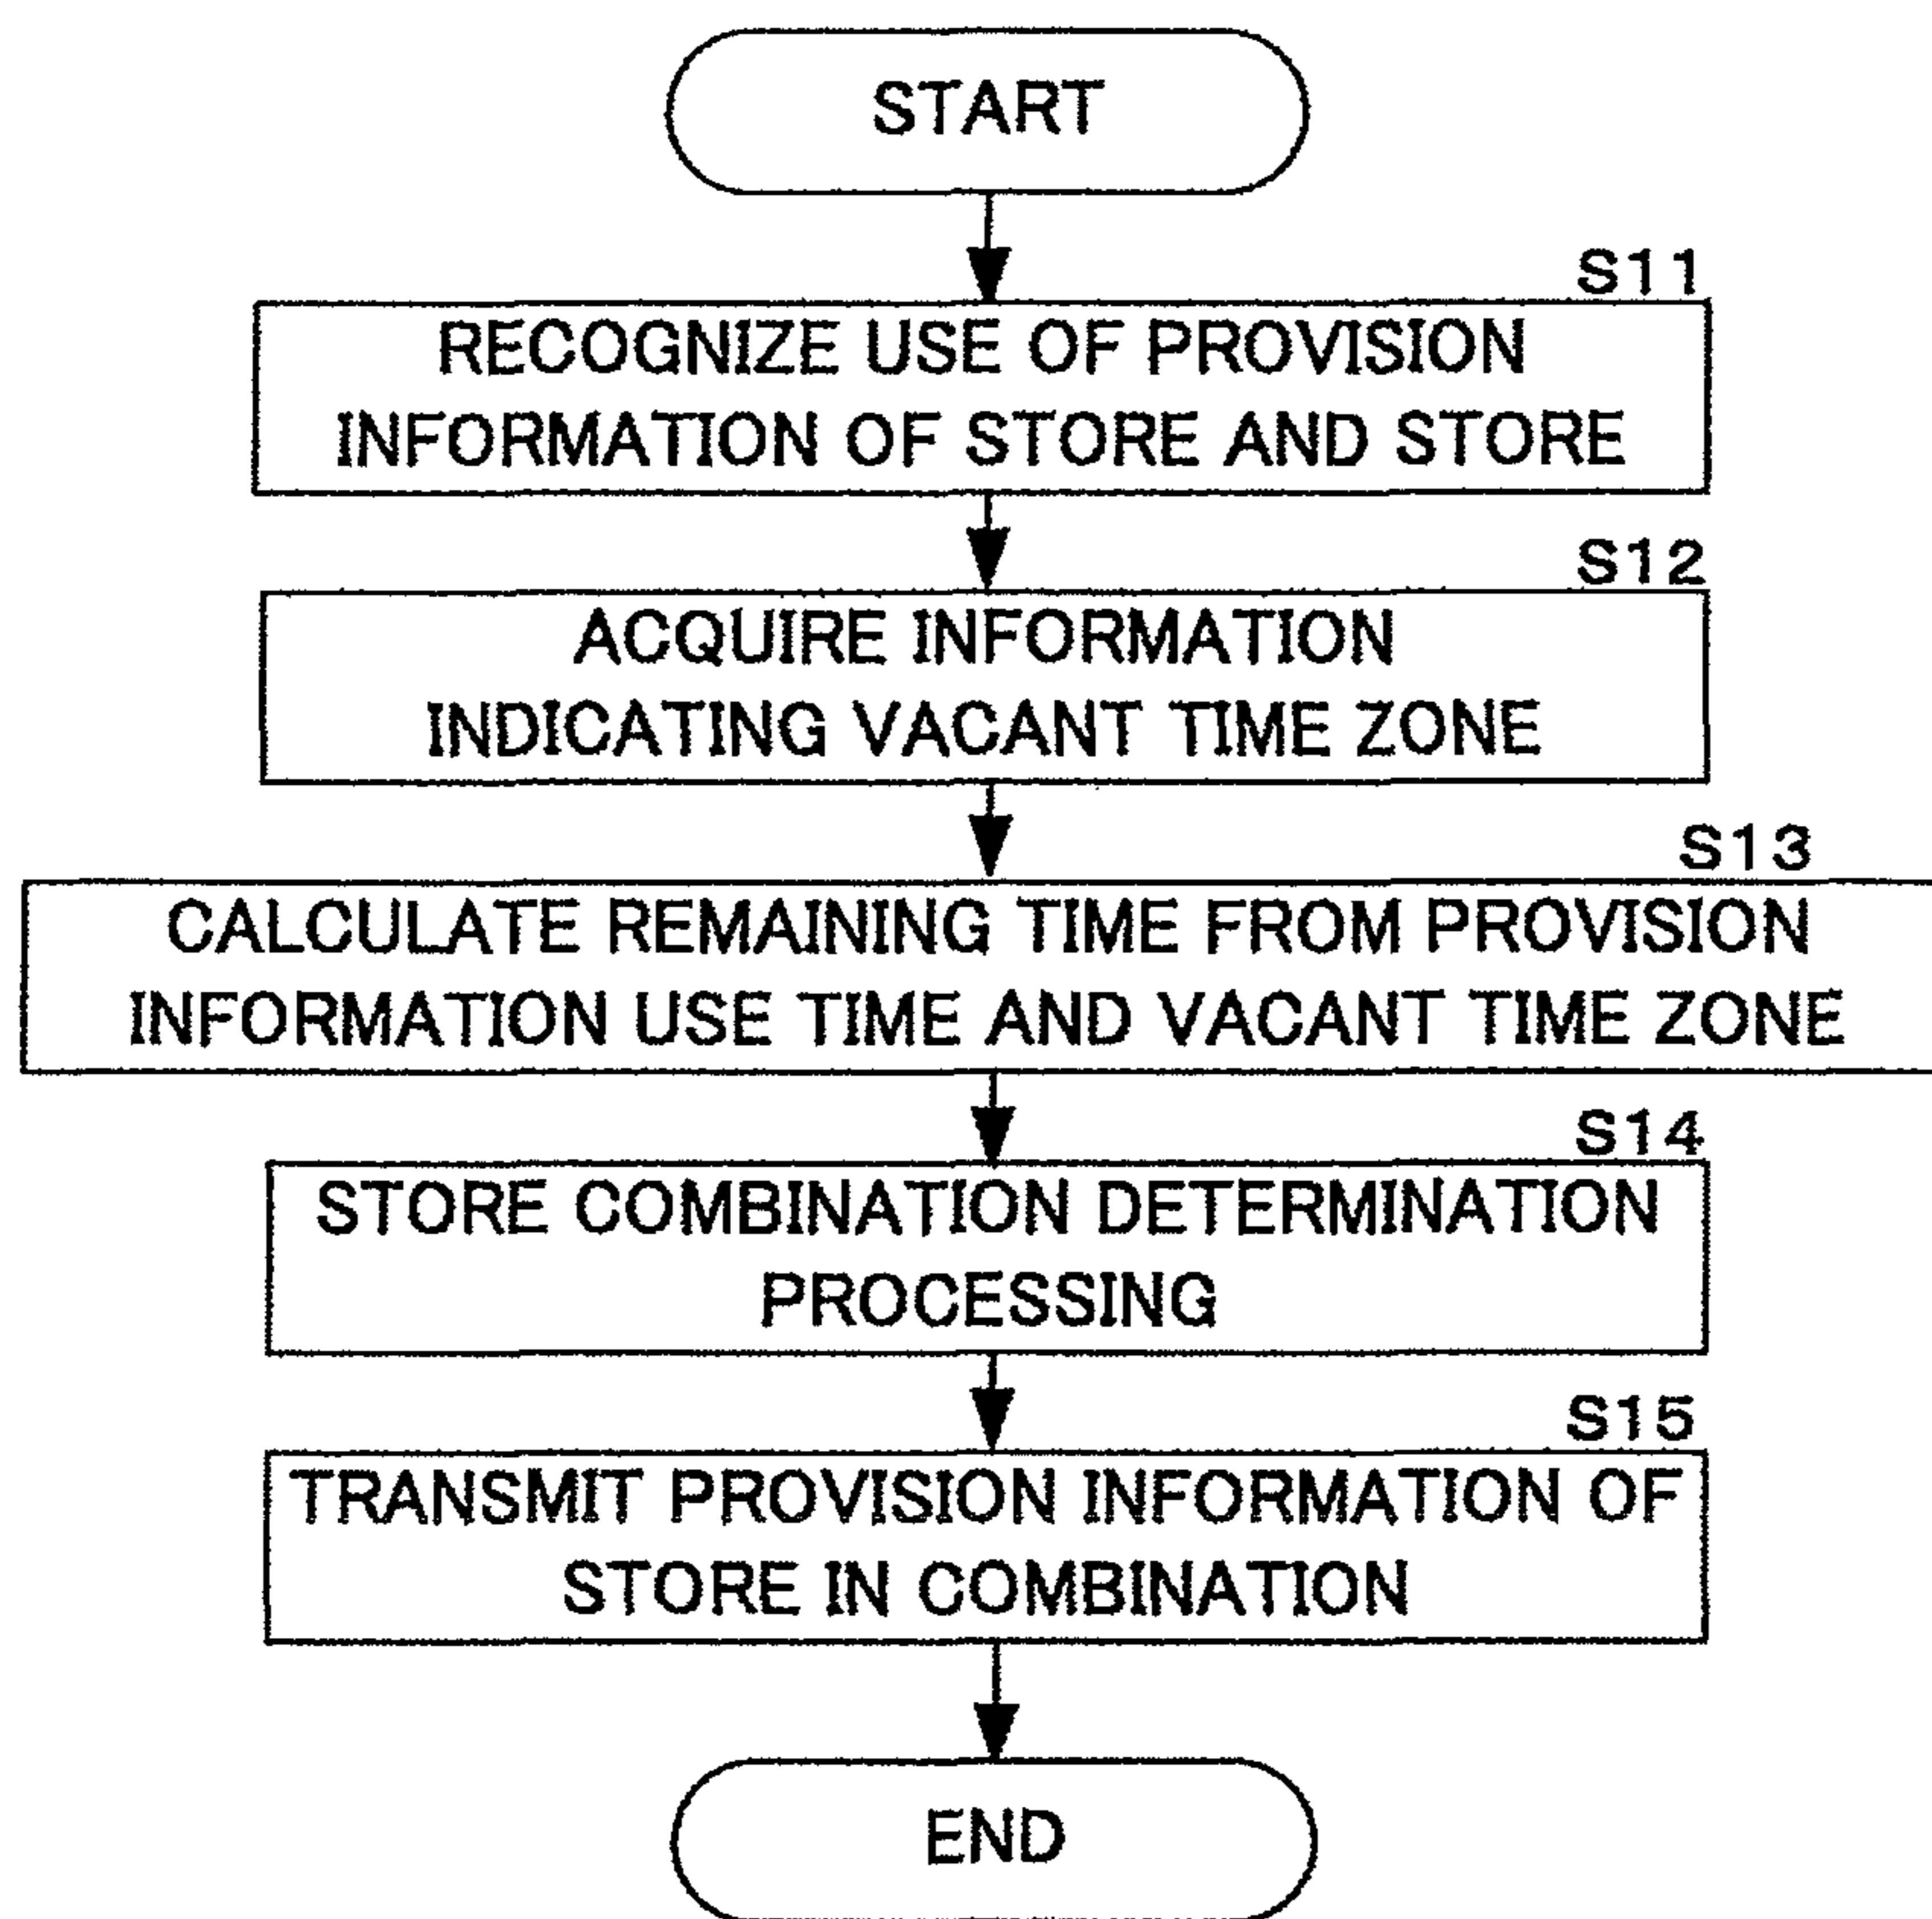 START
S11
RECOGNIZE USE OF PROVISION
INFORMATION OF STORE AND STORE
S12
ACQUIRE INFORMATION
INDICATING VACANT TIME ZONE
S13
CALCULATE REMAINING TIME FROM PROVISION
INFORMATION USE TIME AND VACANT TIME ZONE
S14
STORE COMBINATION DETERMINATION
PROCESSING
S15
TRANSMIT PROVISION INFORMATION OF
STORE IN COMBINATION
END